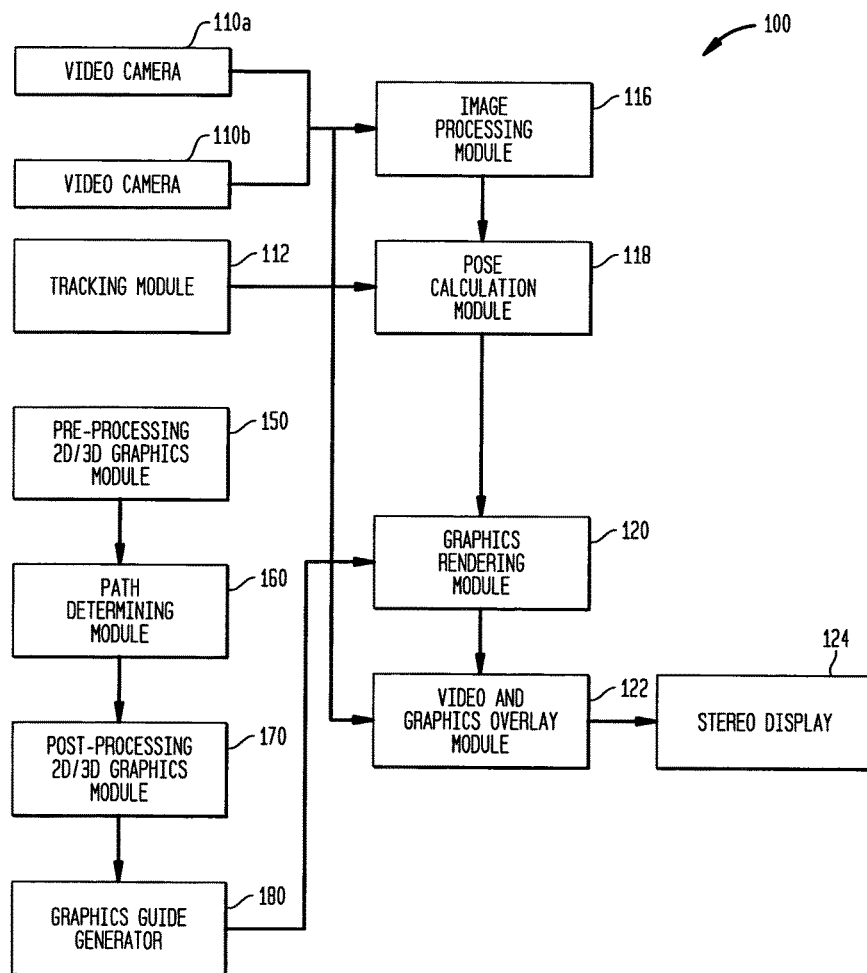 100
110a
VIDEO CAMERA
110b
VIDEO CAMERA
116
IMAGE
PROCESSING
MODULE
112
TRACKING MODULE
118
POSE
CALCULATION
MODULE
150
PRE-PROCESSING
2D/3D GRAPHICS
MODULE
160
PATH
DETERMINING
MODULE
170
POST-PROCESSING
2D/3D GRAPHICS
MODULE
180
GRAPHICS GUIDE
GENERATOR
120
GRAPHICS
RENDERING
MODULE
122
VIDEO AND
GRAPHICS OVERLAY
MODULE
124
STEREO DISPLAY